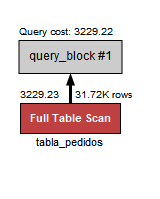 Query cost: 3229.22
query_block #1
3229.23 31.72K rows
Full Table Scan
tabla_pedidos